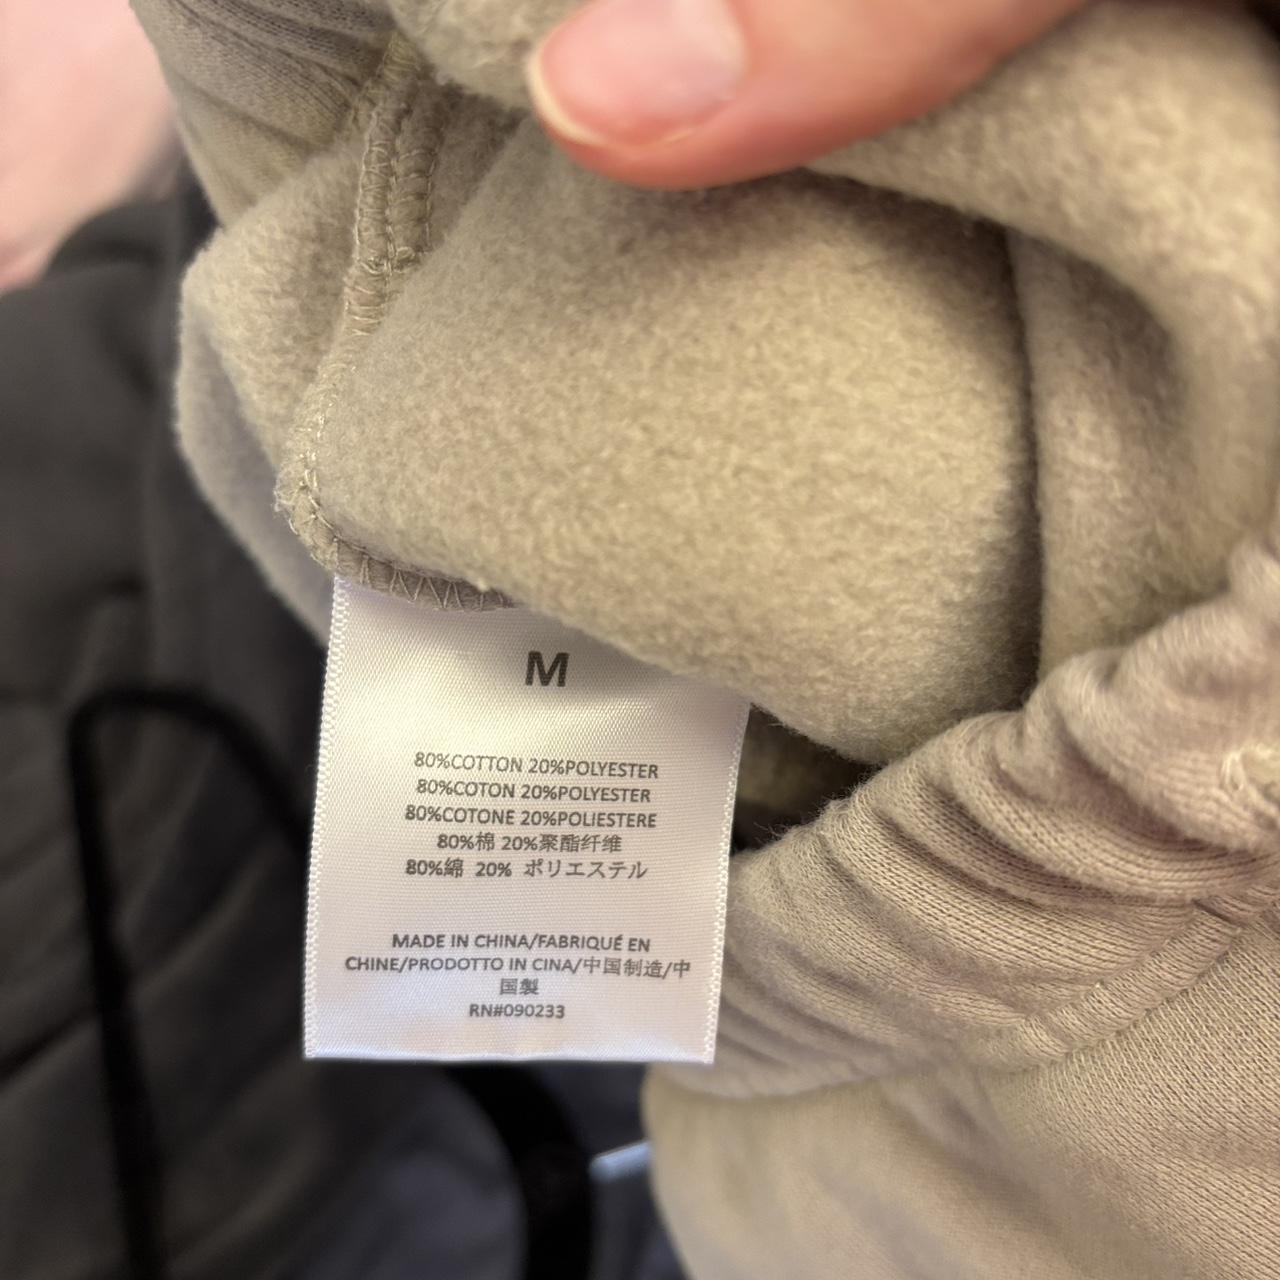 M
80%COTTON 20%POLYESTER
80%COTON 20%POLYESTER
80%COTONE 20%POLIESTERE
80%棉 20%聚酯纤维
80%綿 20% ポリエステル
MADE IN CHINA/FABRIQUÉ EN
CHINE/PRODOTTO IN CINA/中国制造/中
国製
RN#090233